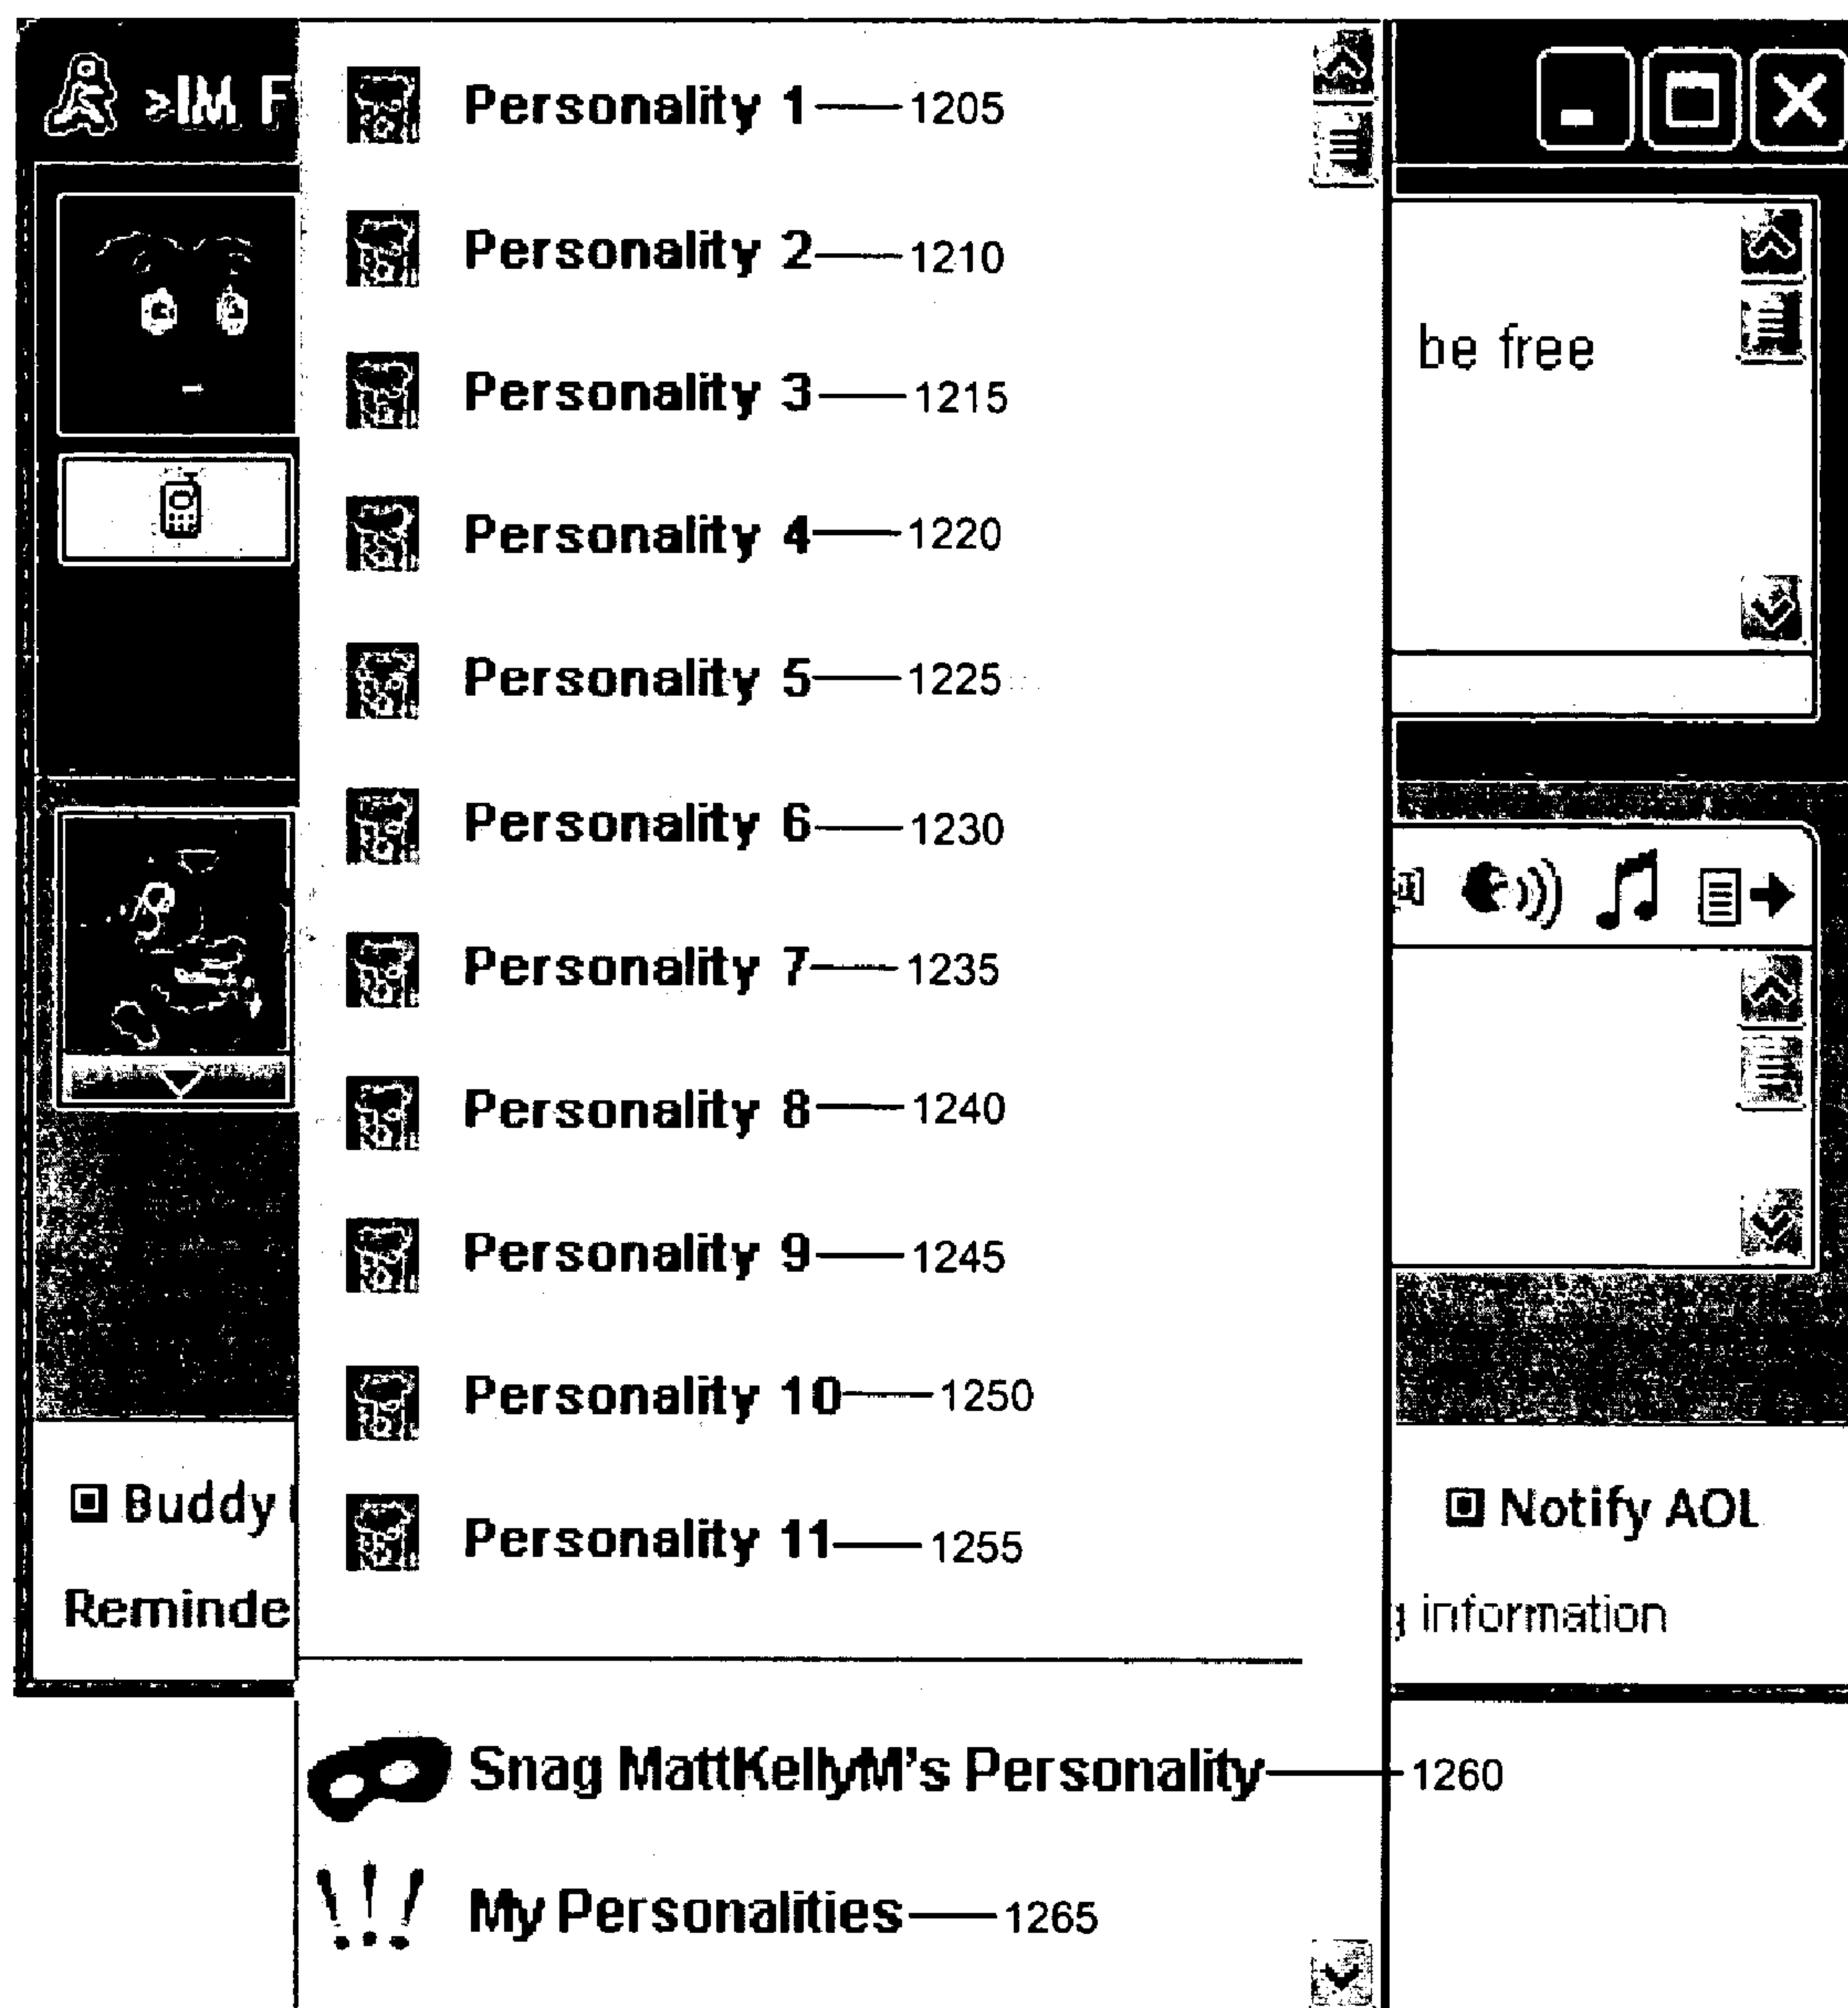 >IM F
Personality 1 1205
Personality 2 1210
be free
Personality 3 1215
Personality 4 1220
Personality 5 1225
Personality 6 1230
Personality 7 1235
Personality 8 1240
Personality 9 1245
Personality 10 1250
Buddy
Notify AOL
Personality 11 1255
Reminde
information
Snag MattKellyM's Personality 1260
My Personalities 1265